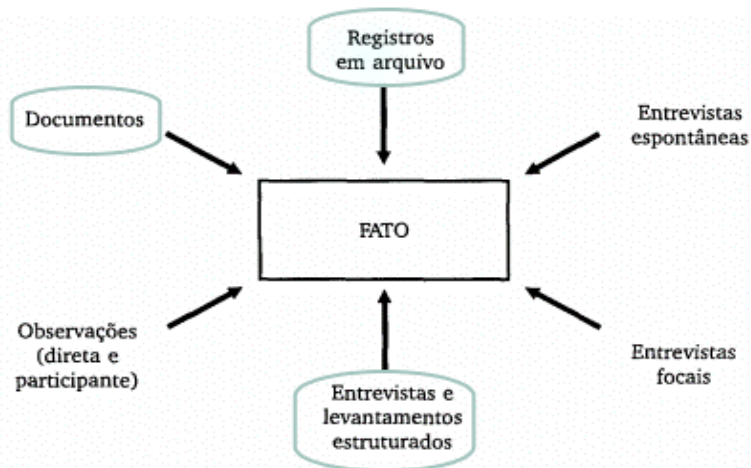 Registros
em arquivo
Documentos
Entrevistas
espontâneas
FATO
Observações
(direta e
participante)
Entrevistas e
levantamentos
estruturados
Entrevistas
focais